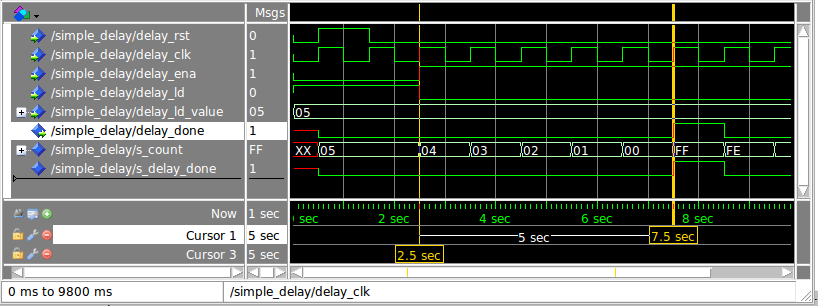 Msgs
/simple_delay/delay_rst 0
/simple_delay/delay_clk 1
/simple_delay/delay_ena 1
/simple_delay/delay_ld 0
/simple_delay/delay_ld_value 05 05
/simple_delay/delay_done 1
/simple_delay/s_count FF XX 05 04 03 02 01 00 FF FE
/simple_delay/s_delay_done 1
Now 1 sec sec 2 sec 4 sec 6 sec 8 sec
Cursor 1 5 sec 5 sec 7.5 sec
Cursor 3 5 sec 2.5 sec
0 ms to 9800 ms /simple_delay/delay_clk